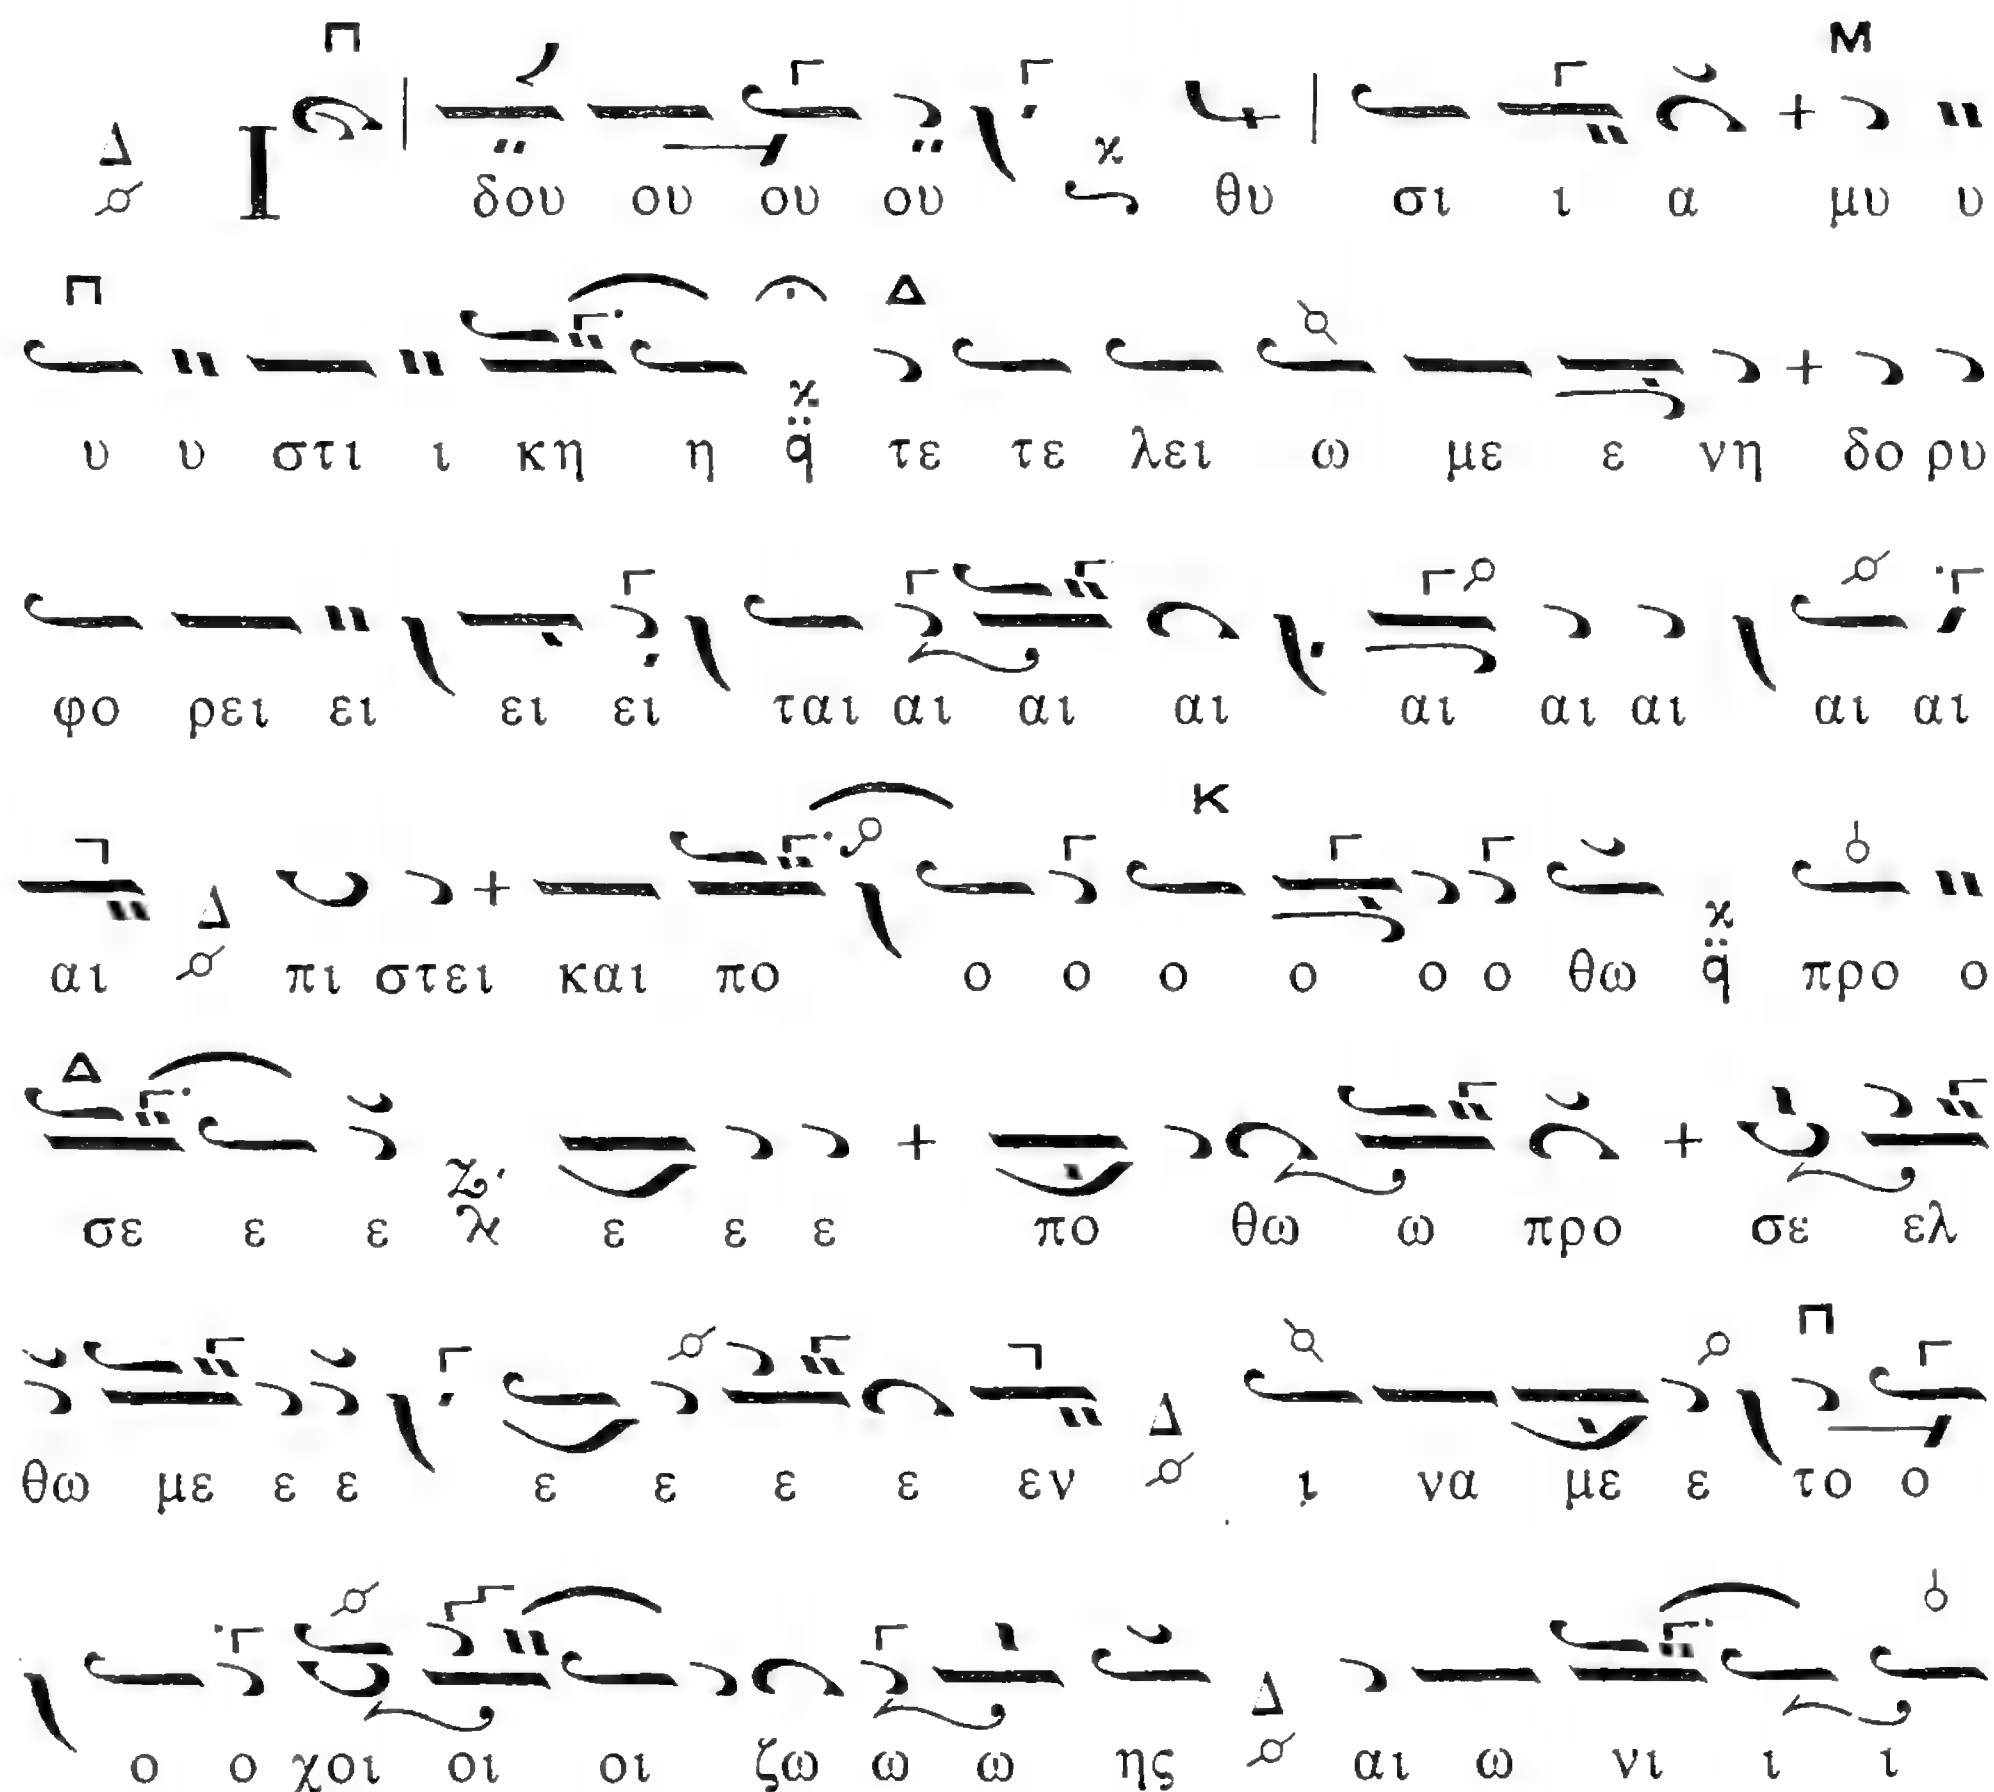 Ι δου ου ου ου θυ σι ι α μυ υ
υ υ στι ι κη η τε τε λει ω με ε νη δο ρυ
φο ρει ει ει ει ται αι αι αι αι αι αι αι αι
αι πι στει και πο ο ο ο ο ο ο θω προ ο
σε ε ε ε ε ε πο θω ω προ σε ελ
θω με ε ε ε ε ε ε εν ι να με ε το ο
ο ο χοι οι οι ζω ω ω ης αι ω νι ι ι